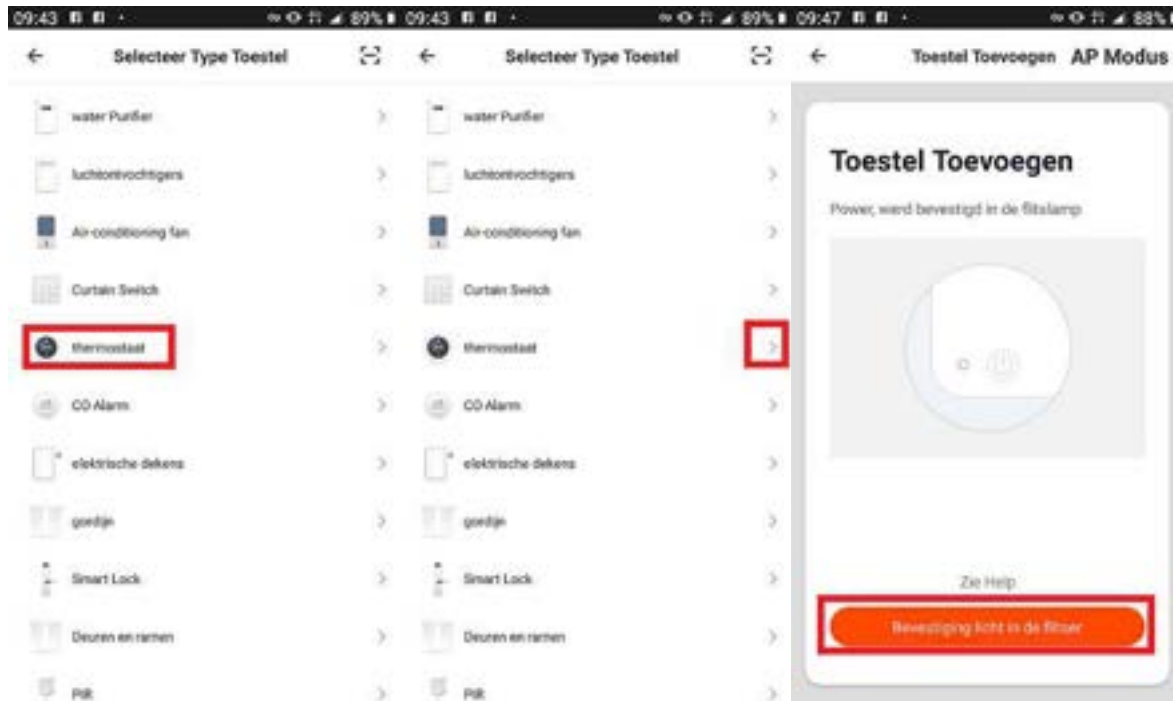 09:43
89%
Selecteer Type Toestel
water Purifier
luchtontvochtigers
Air-conditioning fan
Curtain Switch
thermostaat
CO Alarm
elektrische dekens
gordijn
Smart Lock
Deuren en ramen
PIR
09:43
89%
Selecteer Type Toestel
water Purifier
luchtontvochtigers
Air-conditioning fan
Curtain Switch
thermostaat
CO Alarm
elektrische dekens
gordijn
Smart Lock
Deuren en ramen
PIR
09:47
88%
Toestel Toevoegen AP Modus
Toestel Toevoegen
Power, werd bevestigd in de flitslamp
Zie Help
Bevestiging licht in de flitser